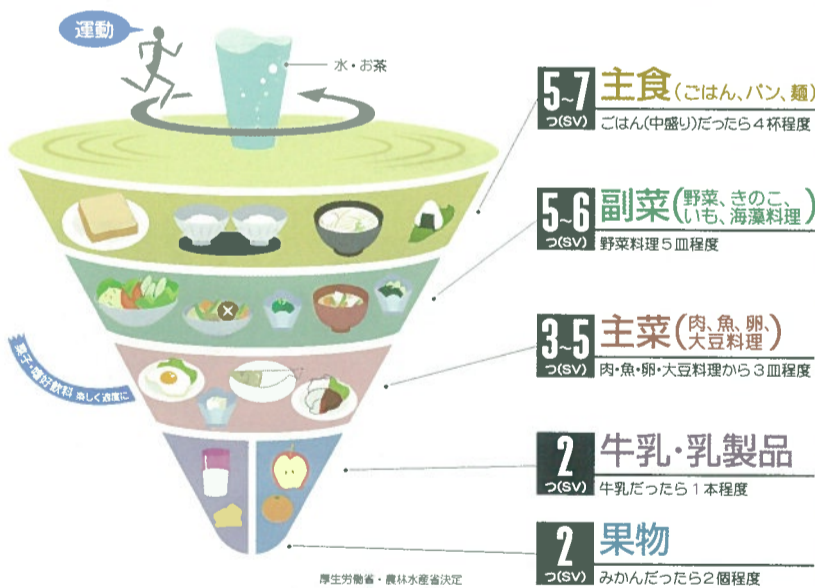 運動
水・お茶
5~7
つ(SV)
主食(ごはん、パン、麺)
ごはん(中盛り)だったら4杯程度
5~6
つ(SV)
副菜(野菜、きのこ、
いも、海藻料理)
野菜料理5皿程度
3~5
つ(SV)
主菜(肉、魚、卵、
大豆料理)
肉・魚・卵・大豆料理から3皿程度
菓子・嗜好飲料 楽しく適度に
2
つ(SV)
牛乳・乳製品
牛乳だったら1本程度
2
つ(SV)
果物
みかんだったら2個程度
厚生労働省・農林水産省決定